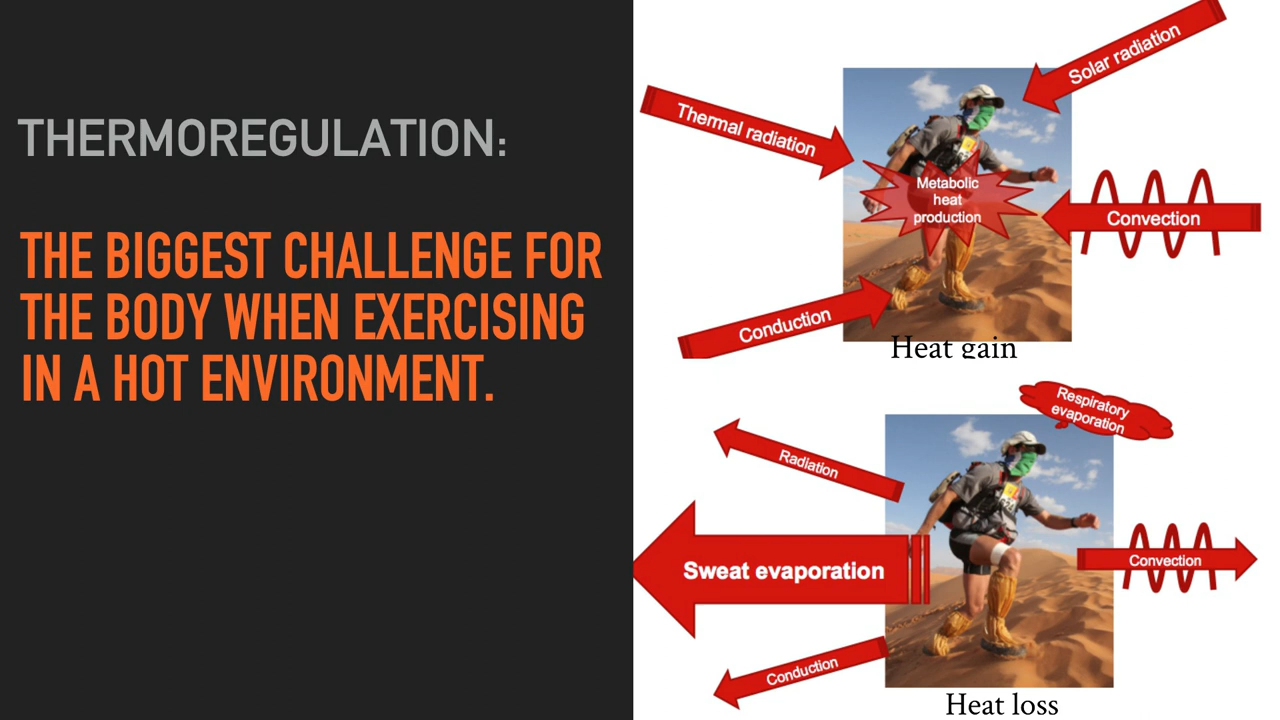 THERMOREGULATION:
THE BIGGEST CHALLENGE FOR
THE BODY WHEN EXERCISING
IN A HOT ENVIRONMENT.
Solar radiation
Thermal radiation
Metabolic
heat
production
Convection
Conduction
Heat gain
Respiratory
evaporation
Radiation
Sweat evaporation
Convection
Conduction
Heat loss